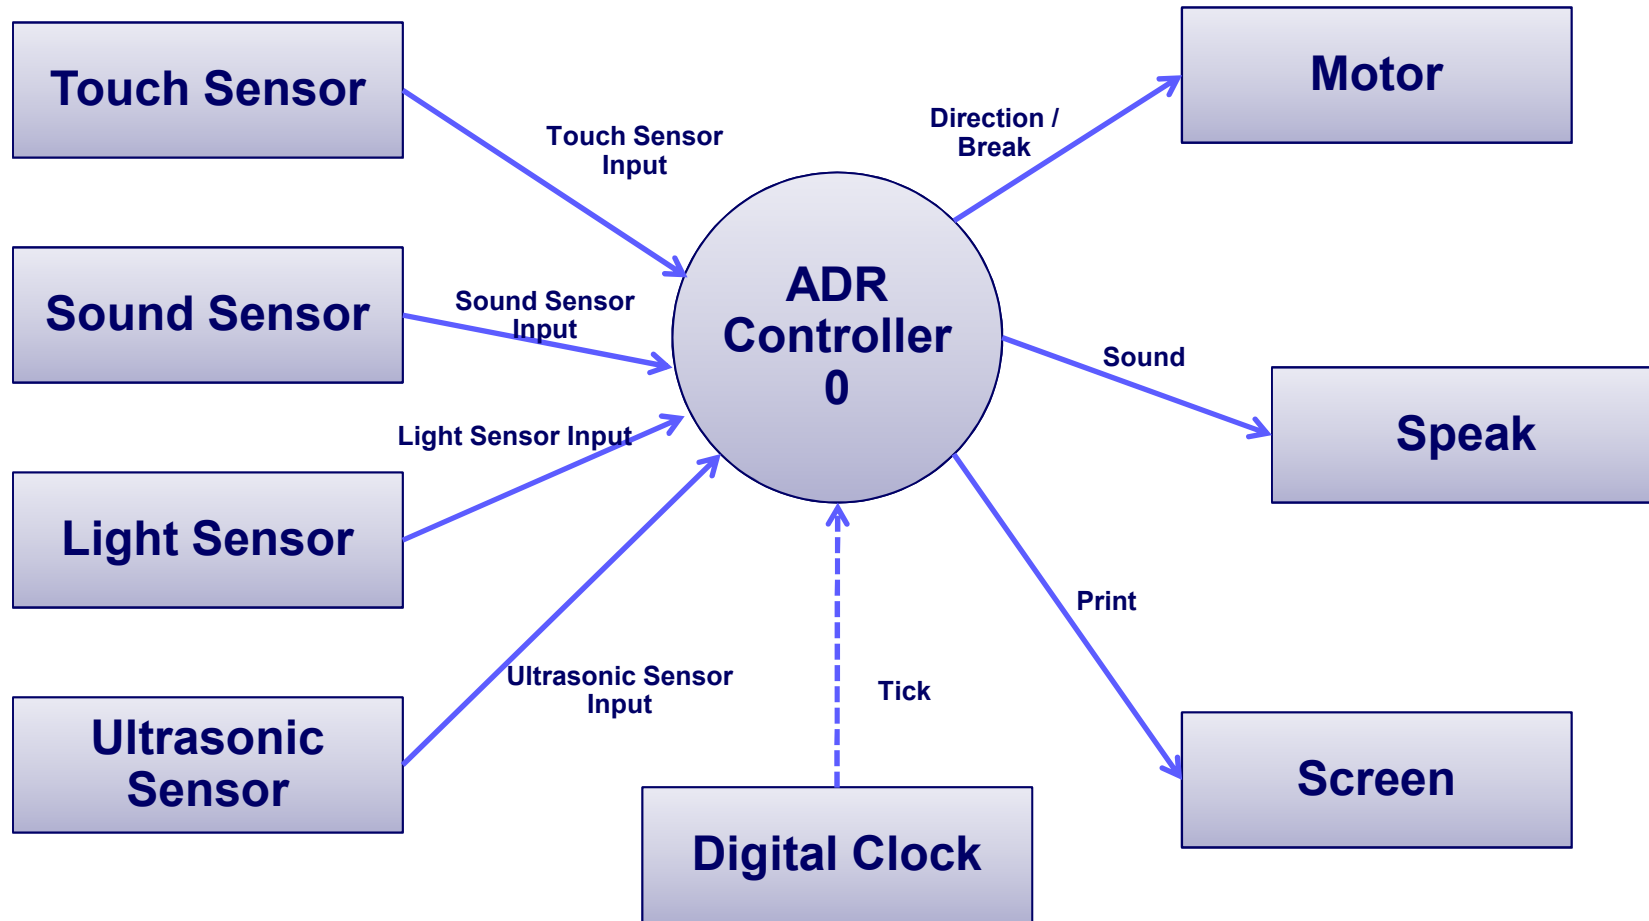 Touch Sensor
Touch Sensor
Input
Direction /
Break
Motor
Sound Sensor
Sound Sensor
Input
ADR
Controller
0
Sound
Speak
Light Sensor Input
Light Sensor
Ultrasonic Sensor
Input
Ultrasonic
Sensor
Tick
Digital Clock
Print
Screen